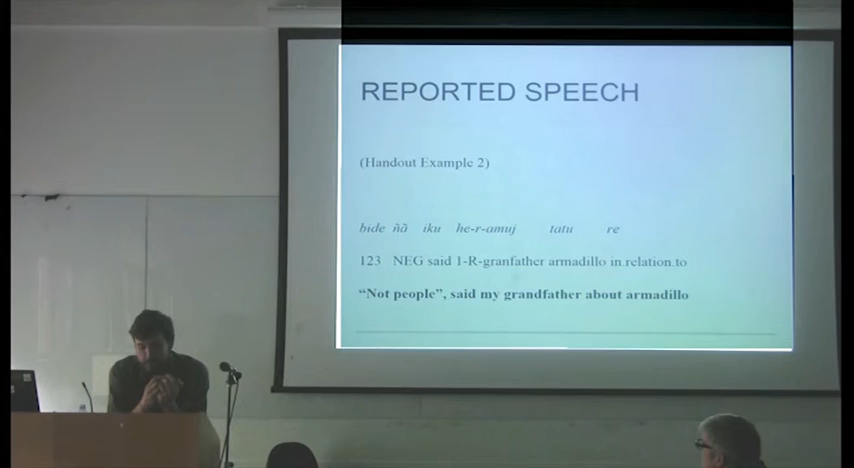 REPORTED SPEECH
(Handout Example 2)
bide ñã iku he-r-amuj tatu re
123 NEG said 1-R-granfather armadillo in.relation.to
“Not people”, said my grandfather about armadillo